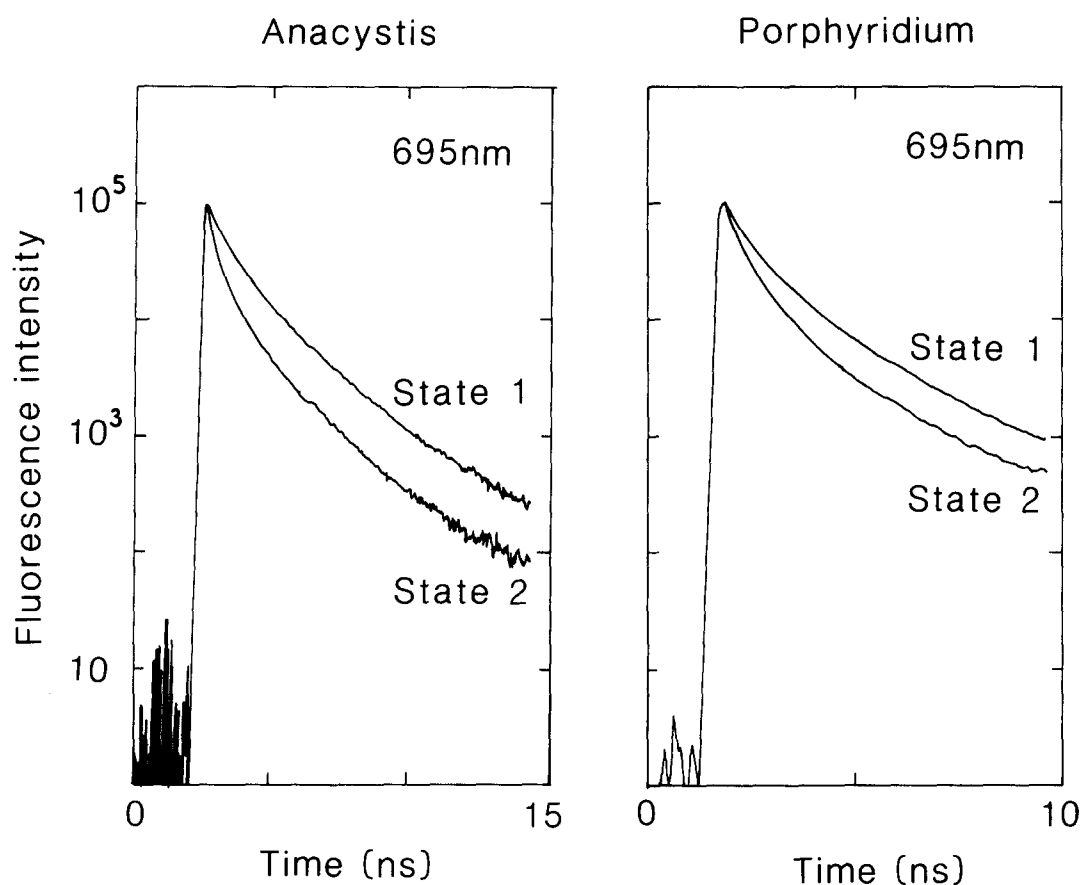 Anacystis
Porphyridium
695nm
695nm
10^5
10^3
10
Fluorescence intensity
State 1
State 2
State 1
State 2
0
15
0
10
Time (ns)
Time (ns)